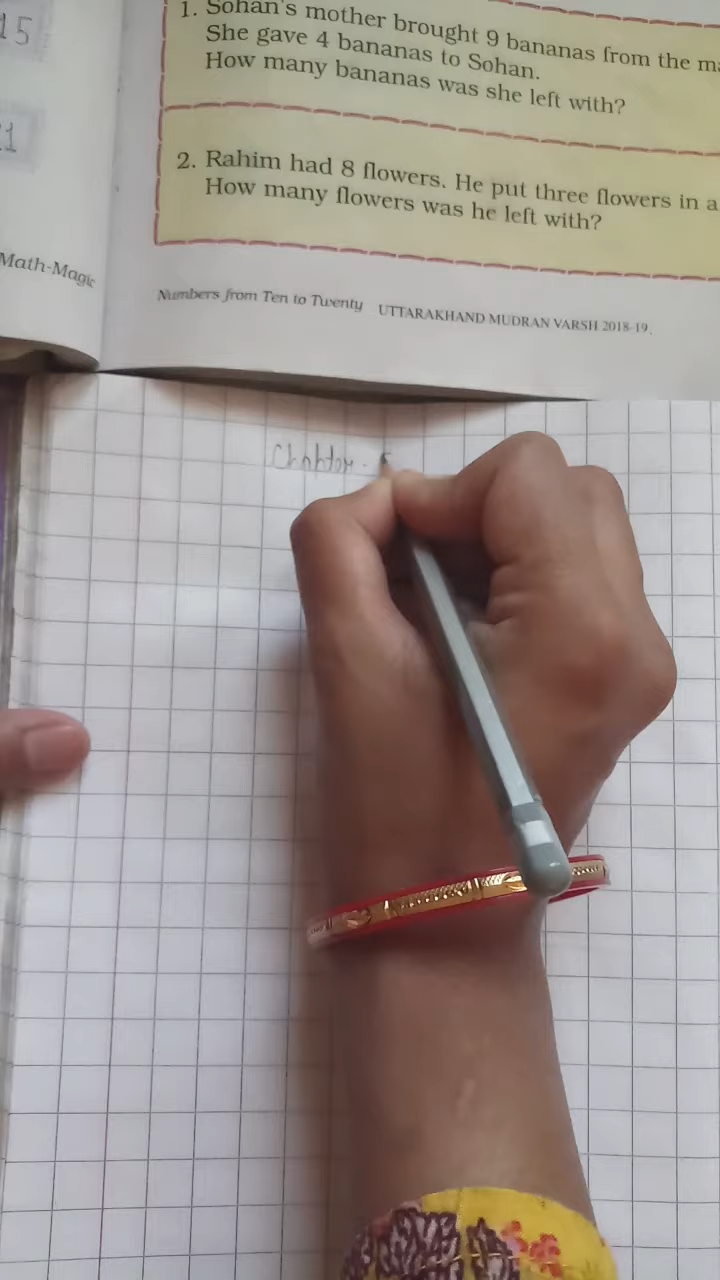 15
1
1. Sohan's mother brought 9 bananas from the
She gave 4 bananas to Sohan.
How many bananas was she left with?
2. Rahim had 8 flowers. He put three flowers in a
How many flowers was he left with?
Math-Magic
Numbers from Ten to Twenty UTTARAKHAND MUDRAN VARSH 2018-19.